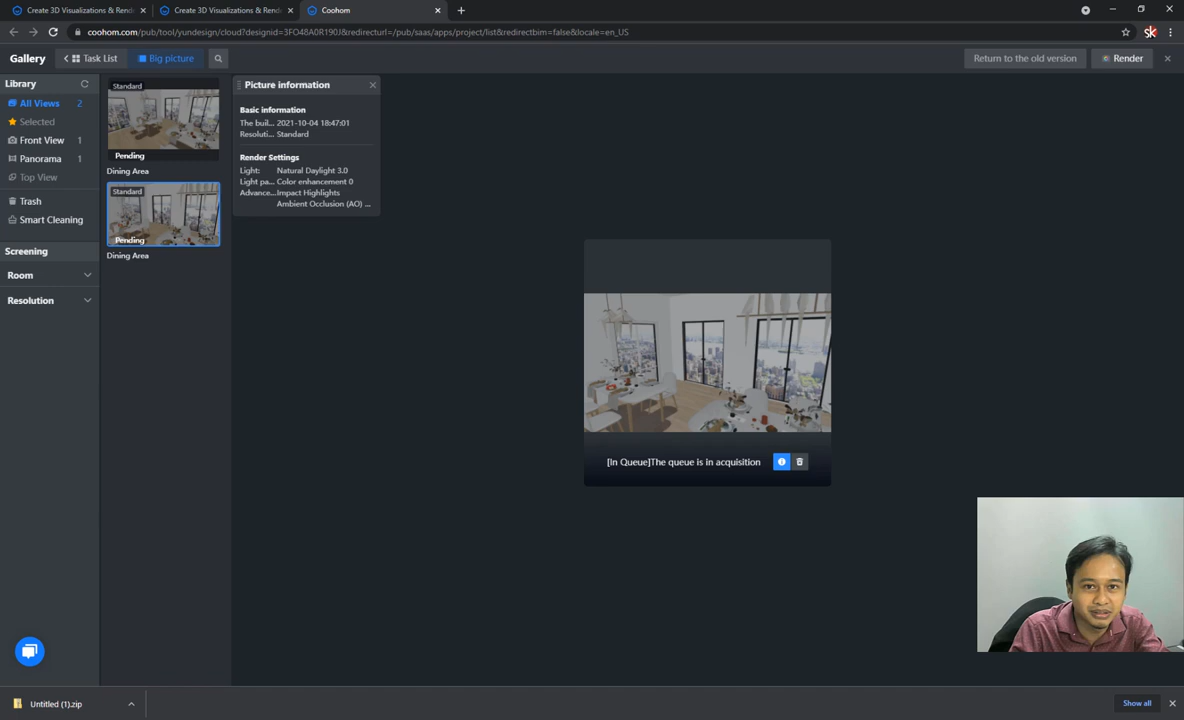 Create 3D Visualizations & Rend
Create 3D Visualizations & Rend
Coohom
coohom.com/pub/tool/yundesign/cloud?designid=3FO48A0R190J&redirecturl=/pub/saas/apps/project/list&redirectbim=false&locale=en_US
SK
Gallery
Task List
Big picture
Return to the old version
Render
Library
All Views 2
Selected
Front View 1
Panorama 1
Top View
Trash
Smart Cleaning
Screening
Room
Resolution
Standard
Pending
Dining Area
Standard
Pending
Dining Area
Picture information
Basic information
The buil... 2021-10-04 18:47:01
Resoluti... Standard
Render Settings
Light: Natural Daylight 3.0
Light pa... Color enhancement 0
Advance... Impact Highlights
Ambient Occlusion (AO) ...
[In Queue]The queue is in acquisition
Untitled (1).zip
Show all